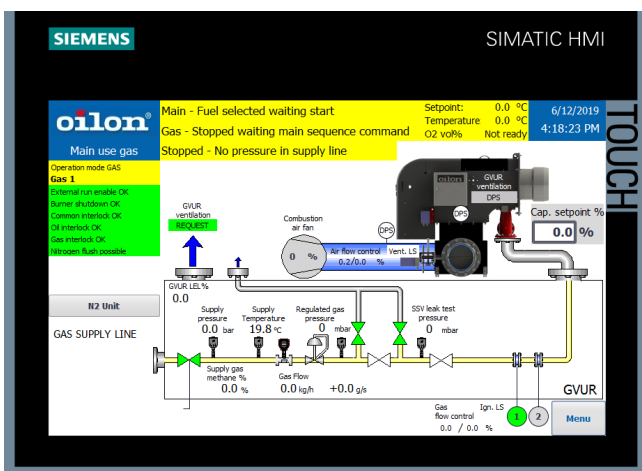 SIEMENS
SIMATIC HMI
TOUCH
oilon®
Main use gas
Main - Fuel selected waiting start
Gas - Stopped waiting main sequence command
Stopped - No pressure in supply line
Setpoint: 0.0 °C
Temperature 0.0 °C
O2 vol% Not ready
6/12/2019
4:18:23 PM
Operation mode GAS
Gas 1
External run enable OK
Burner shutdown OK
Common interlock OK
Oil interlock OK
Gas interlock OK
Nitrogen flush possible
GVUR
ventilation
REQUEST
Combustion
air fan
0 %
DPS
Air flow control
0.2/0.0 %
Vent. LS
oilon
GVUR
ventilation
DPS
DPS
Cap. setpoint %
0.0 %
N2 Unit
GAS SUPPLY LINE
GVUR LEL%
0.0
Supply
pressure
0.0 bar
Supply
Temperature
19.8 °C
Regulated gas
pressure
0 mbar
SSV leak test
pressure
0 mbar
Supply gas
methane %
0.0 %
Gas Flow
0.0 kg/h +0.0 g/s
GVUR
Gas
flow control
0.0 / 0.0 %
Ign. LS
1
2
Menu